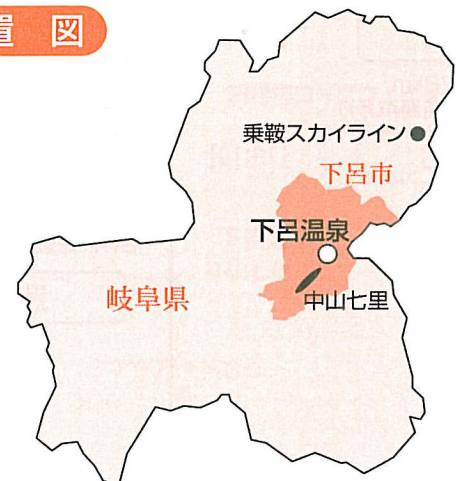 置 図
乗鞍スカイライン
下呂市
下呂温泉
岐阜県
中山七里